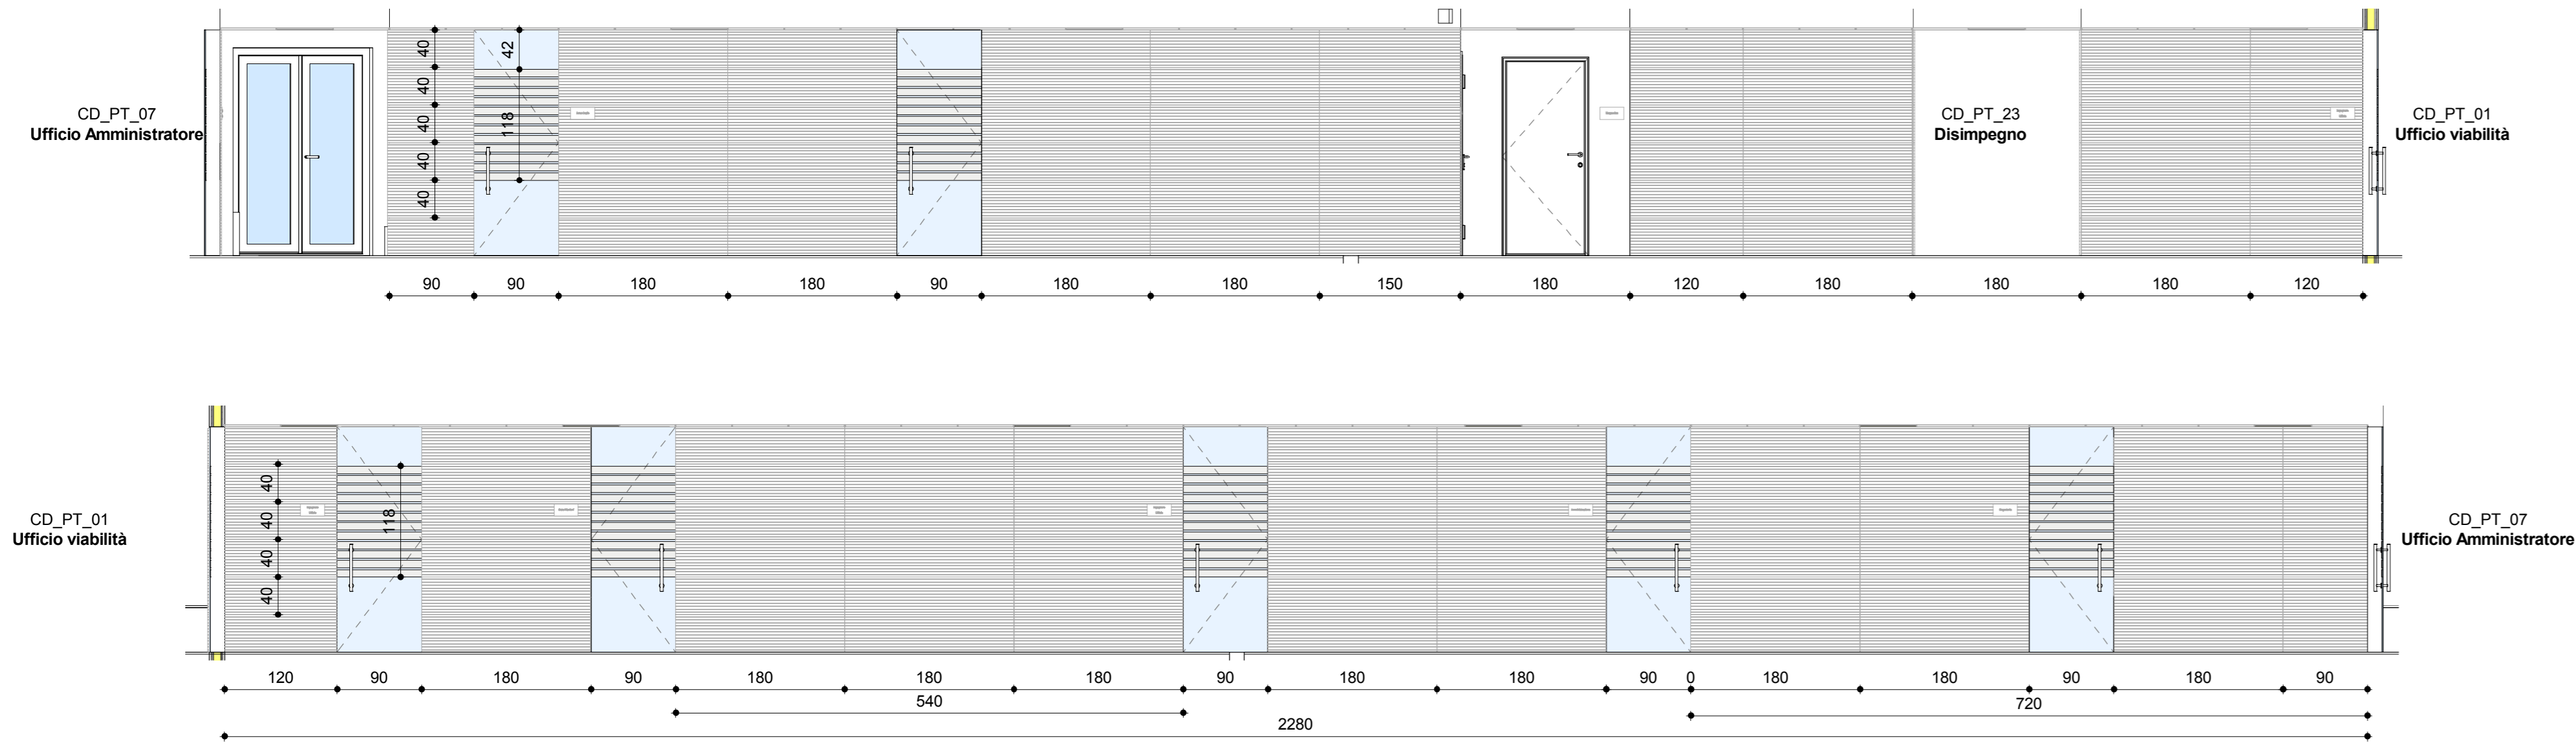 40
42
40
40
118
40
40
CD_PT_07
Ufficio Amministratore
CD_PT_23
Disimpegno
CD_PT_01
Ufficio viabilità
90 90 180 180 90 180 180 150 180 120 180 180 180 120
40
40
118
40
40
CD_PT_01
Ufficio viabilità
CD_PT_07
Ufficio Amministratore
120 90 180 90 180 180 180 90 180 180 90 0 180 180 90 180 90
540
720
2280